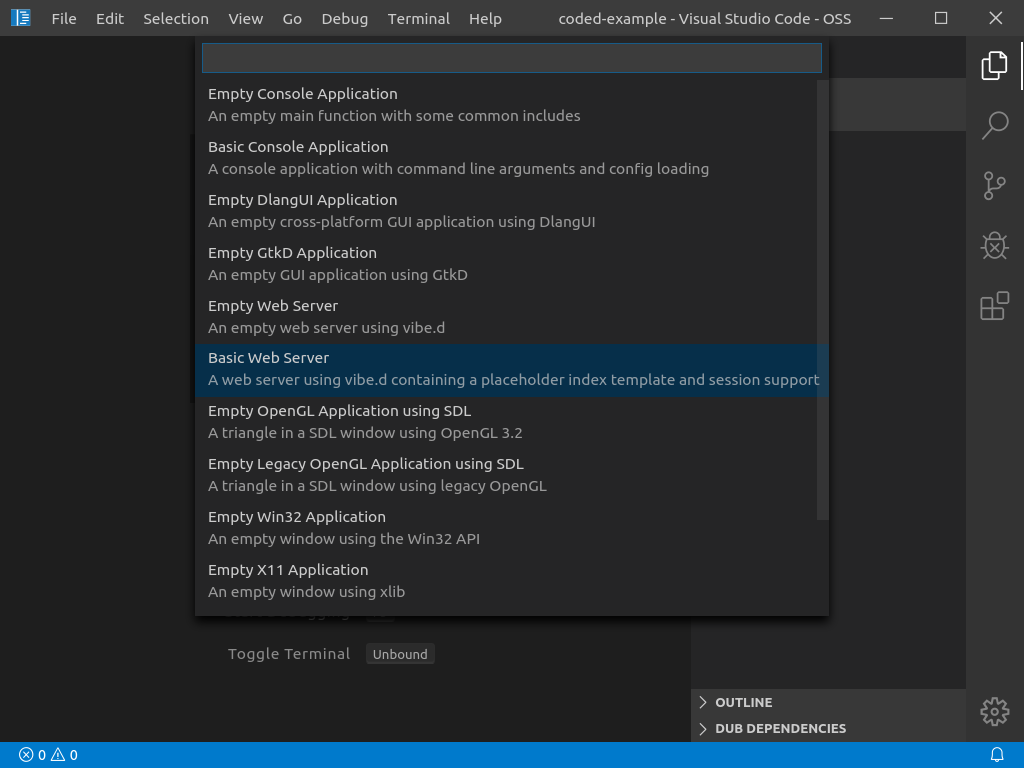 File Edit Selection View Go Debug Terminal Help coded-example - Visual Studio Code - OSS
Empty Console Application
An empty main function with some common includes
Basic Console Application
A console application with command line arguments and config loading
Empty DlangUI Application
An empty cross-platform GUI application using DlangUI
Empty GtkD Application
An empty GUI application using GtkD
Empty Web Server
An empty web server using vibe.d
Basic Web Server
A web server using vibe.d containing a placeholder index template and session support
Empty OpenGL Application using SDL
A triangle in a SDL window using OpenGL 3.2
Empty Legacy OpenGL Application using SDL
A triangle in a SDL window using legacy OpenGL
Empty Win32 Application
An empty window using the Win32 API
Empty X11 Application
An empty window using xlib
Toggle Terminal Unbound
OUTLINE
DUB DEPENDENCIES
0 0